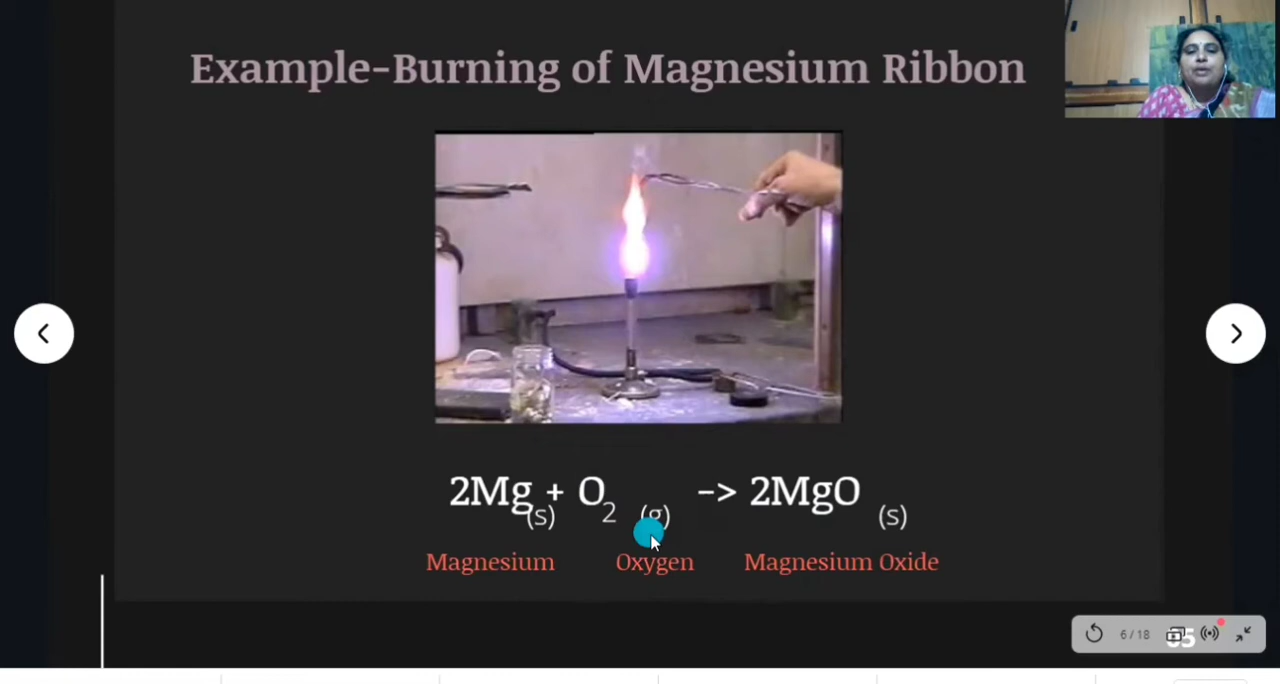 Example-Burning of Magnesium Ribbon
2Mg(s) + O2 (g) -> 2MgO (s)
Magnesium Oxygen Magnesium Oxide
6 / 18